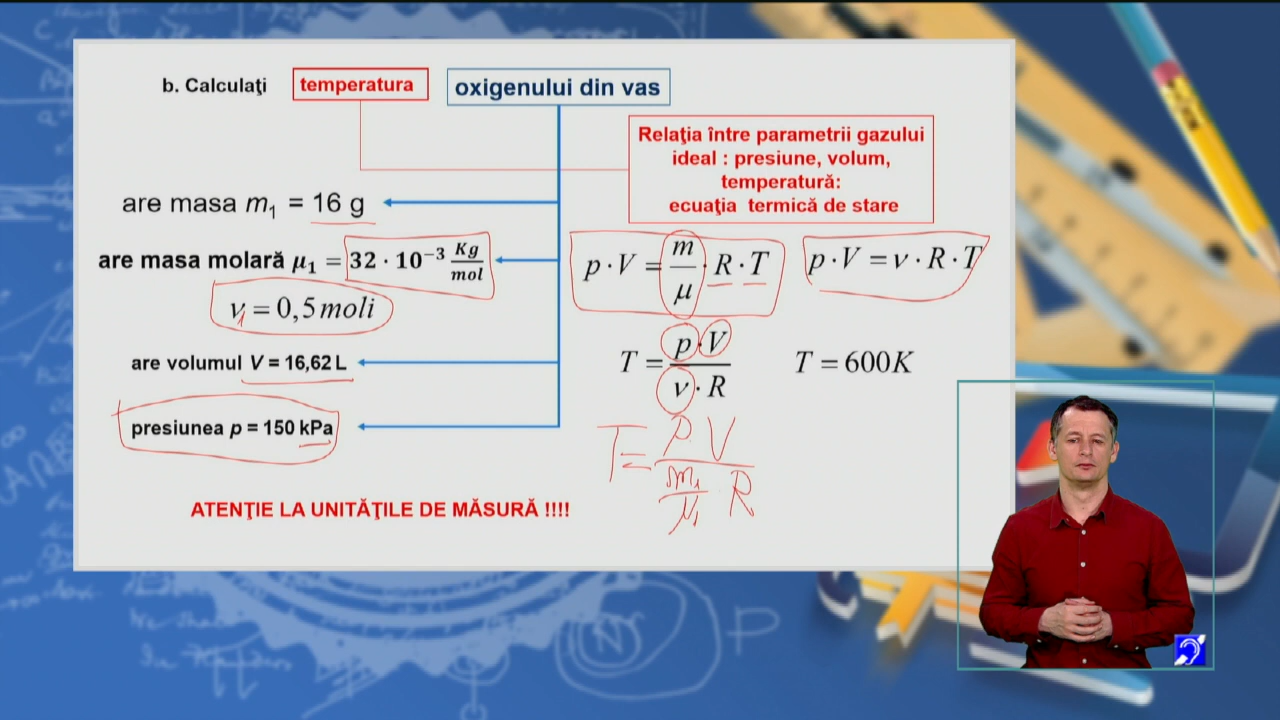 b. Calculaţi temperatura oxigenului din vas
Relaţia între parametrii gazului
ideal : presiune, volum,
temperatură:
ecuaţia termică de stare
are masa m₁ = 16 g
are masa molară μ₁ = 32 · 10⁻³ Kg/mol
ν₁ = 0,5 moli
are volumul V = 16,62 L
presiunea p = 150 kPa
p · V = m/μ · R · T
p · V = ν · R · T
T = p · V / ν · R
T = 600K
T = p · V / m₁/μ₁ · R
ATENŢIE LA UNITĂŢILE DE MĂSURĂ !!!!
N
P